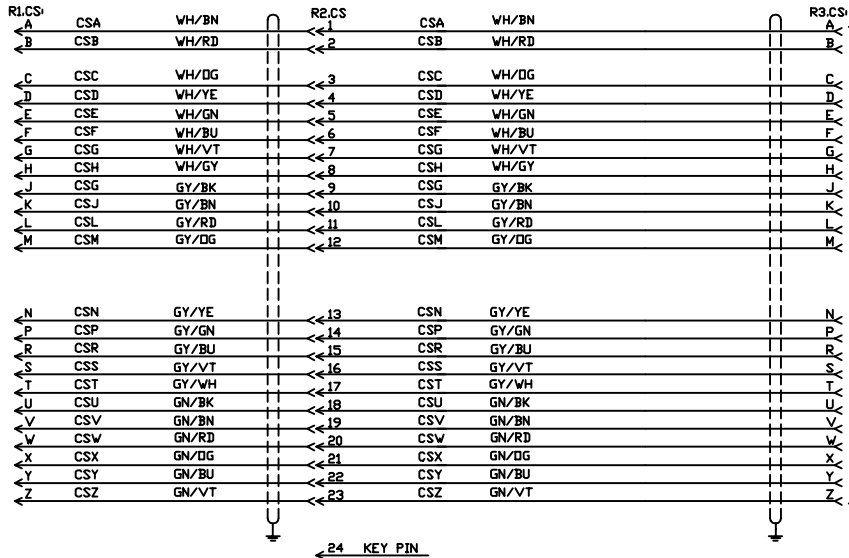 R1.CS R2.CS R3.CS
A CSA WH/BN 1 CSA WH/BN A
B CSB WH/RD 2 CSB WH/RD B
C CSC WH/OG 3 CSC WH/OG C
D CSD WH/YE 4 CSD WH/YE D
E CSE WH/GN 5 CSE WH/GN E
F CSF WH/BU 6 CSF WH/BU F
G CSG WH/VT 7 CSG WH/VT G
H CSH WH/GY 8 CSH WH/GY H
J CSG GY/BK 9 CSG GY/BK J
K CSJ GY/BN 10 CSJ GY/BN K
L CSL GY/RD 11 CSL GY/RD L
M CSM GY/OG 12 CSM GY/OG M
N CSN GY/YE 13 CSN GY/YE N
P CSP GY/GN 14 CSP GY/GN P
R CSR GY/BU 15 CSR GY/BU R
S CSS GY/VT 16 CSS GY/VT S
T CST GY/WH 17 CST GY/WH T
U CSU GN/BK 18 CSU GN/BK U
V CSV GN/BN 19 CSV GN/BN V
W CSW GN/RD 20 CSW GN/RD W
X CSX GN/OG 21 CSX GN/OG X
Y CSY GN/BU 22 CSY GN/BU Y
Z CSZ GN/VT 23 CSZ GN/VT Z
24 KEY PIN